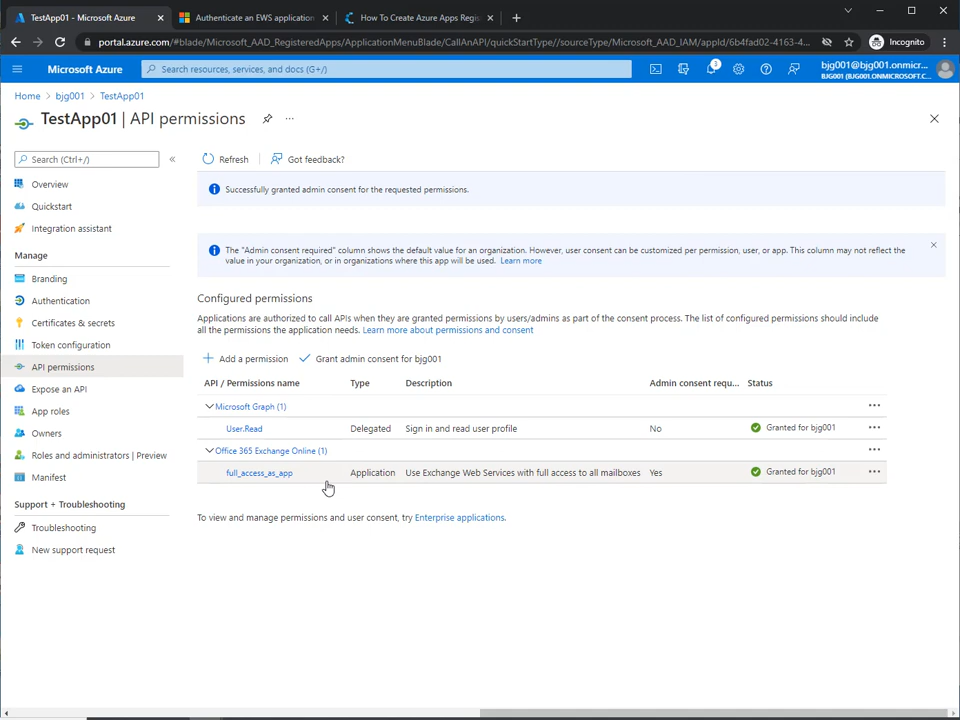 TestApp01 - Microsoft Azure
Authenticate an EWS application
How To Create Azure Apps Regi
portal.azure.com/#blade/Microsoft_AAD_RegisteredApps/ApplicationMenuBlade/CallAnAPI/quickStartType//sourceType/Microsoft_AAD_IAM/appId/6b4fad02-4163-4...
Incognito
Microsoft Azure
Search resources, services, and docs (G+/)
1
bjg001@bjg001.onmicr...
BJG001 (BJG001.ONMICROSOFT.C...
Home > bjg001 > TestApp01
TestApp01 | API permissions
Search (Ctrl+/)
Refresh
Got feedback?
Overview
Quickstart
Integration assistant
Manage
Branding
Authentication
Certificates & secrets
Token configuration
API permissions
Expose an API
App roles
Owners
Roles and administrators | Preview
Manifest
Support + Troubleshooting
Troubleshooting
New support request
Successfully granted admin consent for the requested permissions.
The "Admin consent required" column shows the default value for an organization. However, user consent can be customized per permission, user, or app. This column may not reflect the
value in your organization, or in organizations where this app will be used. Learn more
Configured permissions
Applications are authorized to call APIs when they are granted permissions by users/admins as part of the consent process. The list of configured permissions should include
all the permissions the application needs. Learn more about permissions and consent
Add a permission
Grant admin consent for bjg001
API / Permissions name Type Description Admin consent requ... Status
Microsoft Graph (1)
User.Read Delegated Sign in and read user profile No Granted for bjg001
Office 365 Exchange Online (1)
full_access_as_app Application Use Exchange Web Services with full access to all mailboxes Yes Granted for bjg001
To view and manage permissions and user consent, try Enterprise applications.